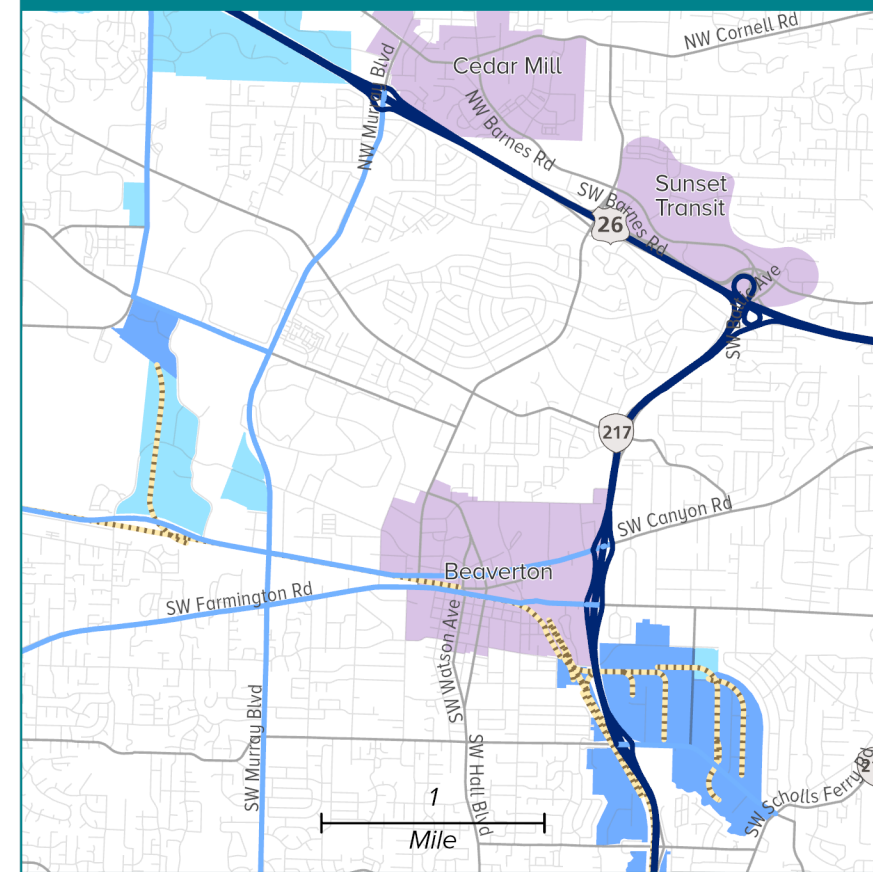 NW Cornell Rd
Cedar Mill
NW Murray Blvd
NW Barnes Rd
Sunset
Transit
SW Barnes Rd
26
217
SW Canyon Rd
Beaverton
SW Farmington Rd
SW Watson Ave
SW Murray Blvd
SW Hall Blvd
SW Scholls Ferry Rd
1
Mile